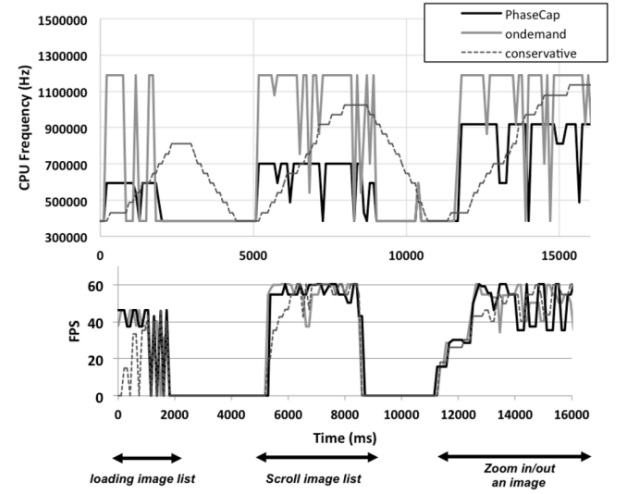 PhaseCap
ondemand
conservative
CPU Frequency (Hz)
1500000
1300000
1100000
900000
700000
500000
300000
0 5000 10000 15000
FPS
60
40
20
0
0 2000 4000 6000 8000 10000 12000 14000 16000
Time (ms)
loading image list
Scroll image list
Zoom in/out
an image